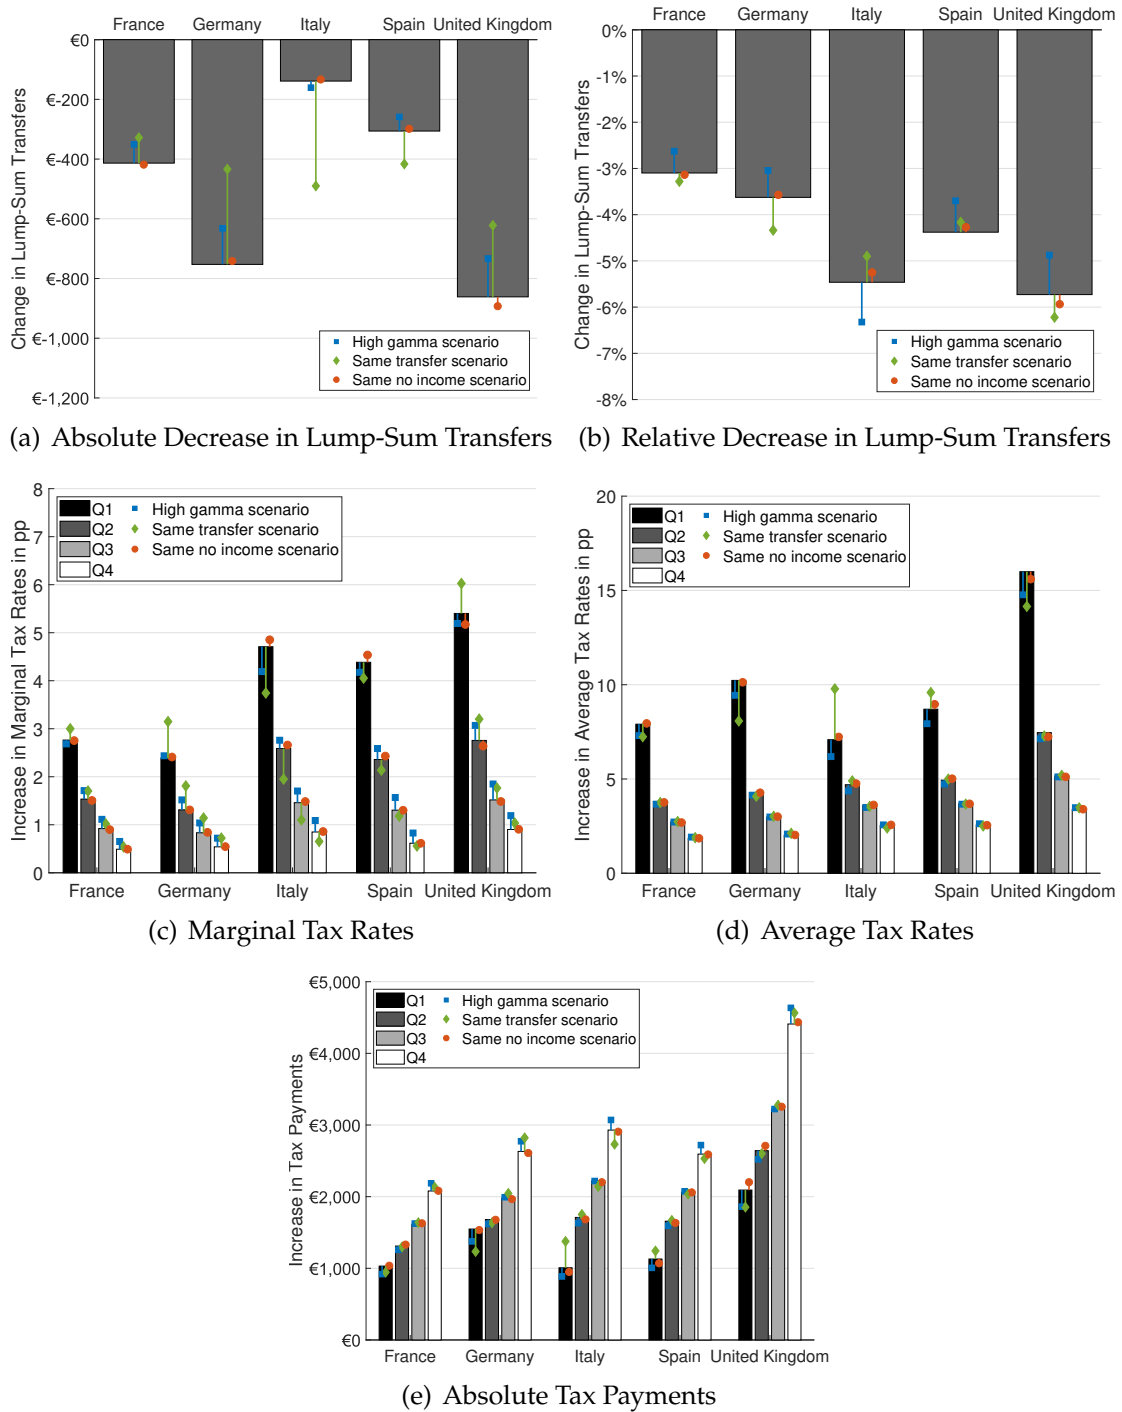 France Germany Italy Spain United Kingdom
€0
€-200
€-400
€-600
€-800
€-1,000
€-1,200
Change in Lump-Sum Transfers
High gamma scenario
Same transfer scenario
Same no income scenario
(a) Absolute Decrease in Lump-Sum Transfers
France Germany Italy Spain United Kingdom
0%
-1%
-2%
-3%
-4%
-5%
-6%
-7%
-8%
Change in Lump-Sum Transfers
High gamma scenario
Same transfer scenario
Same no income scenario
(b) Relative Decrease in Lump-Sum Transfers
8
7
6
5
4
3
2
1
0
Increase in Marginal Tax Rates in pp
Q1 High gamma scenario
Q2 Same transfer scenario
Q3 Same no income scenario
Q4
France Germany Italy Spain United Kingdom
(c) Marginal Tax Rates
20
15
10
5
0
Increase in Average Tax Rates in pp
Q1 High gamma scenario
Q2 Same transfer scenario
Q3 Same no income scenario
Q4
France Germany Italy Spain United Kingdom
(d) Average Tax Rates
€5,000
€4,000
€3,000
€2,000
€1,000
€0
Increase in Tax Payments
Q1 High gamma scenario
Q2 Same transfer scenario
Q3 Same no income scenario
Q4
France Germany Italy Spain United Kingdom
(e) Absolute Tax Payments